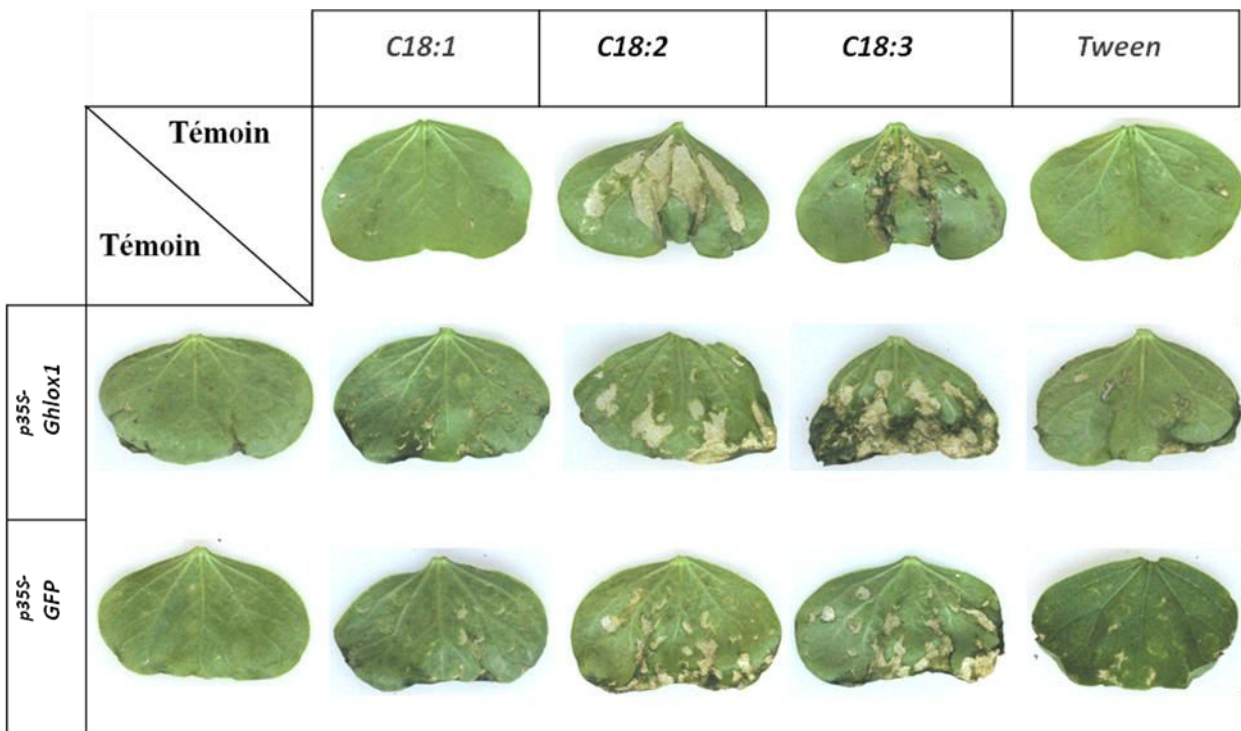 C18:1
C18:2
C18:3
Tween
Témoin
Témoin
p35S-
Ghlox1
p35S-
GFP